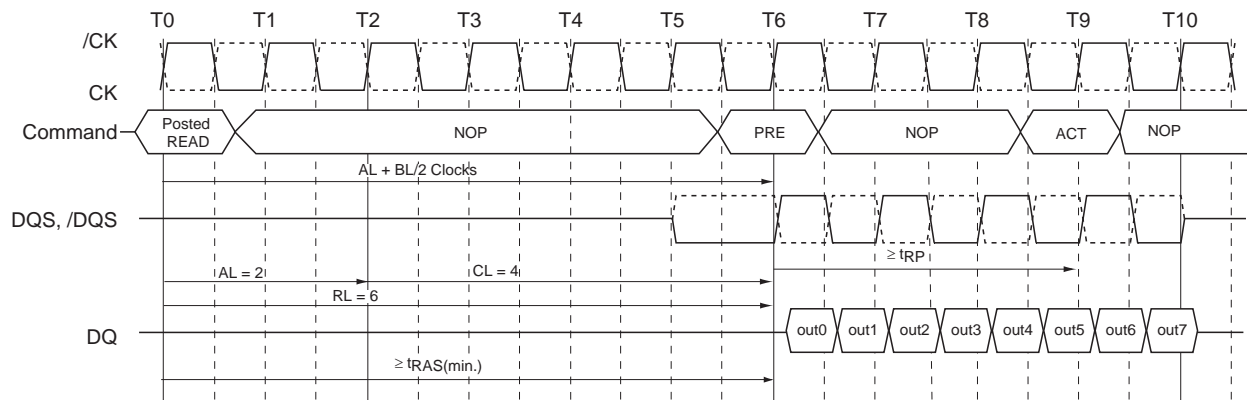 T0 T1 T2 T3 T4 T5 T6 T7 T8 T9 T10
/CK
CK
Command
Posted
READ
NOP
PRE
NOP
ACT
NOP
AL + BL/2 Clocks
DQS, /DQS
≥ tRP
AL = 2
CL = 4
RL = 6
DQ
out0 out1 out2 out3 out4 out5 out6 out7
≥ tRAS(min.)